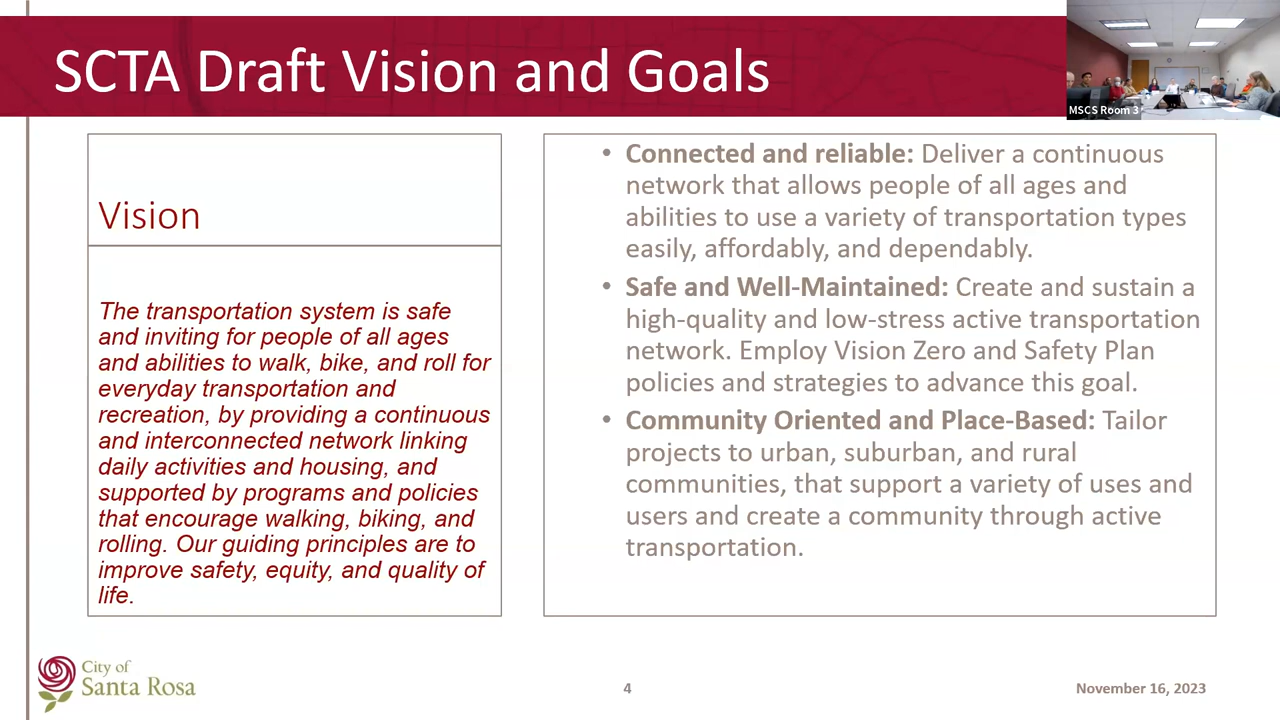 SCTA Draft Vision and Goals
MSCS Room 3
Vision
The transportation system is safe
and inviting for people of all ages
and abilities to walk, bike, and roll for
everyday transportation and
recreation, by providing a continuous
and interconnected network linking
daily activities and housing, and
supported by programs and policies
that encourage walking, biking, and
rolling. Our guiding principles are to
improve safety, equity, and quality of
life.
• Connected and reliable: Deliver a continuous
network that allows people of all ages and
abilities to use a variety of transportation types
easily, affordably, and dependably.
• Safe and Well-Maintained: Create and sustain a
high-quality and low-stress active transportation
network. Employ Vision Zero and Safety Plan
policies and strategies to advance this goal.
• Community Oriented and Place-Based: Tailor
projects to urban, suburban, and rural
communities, that support a variety of uses and
users and create a community through active
transportation.
City of
Santa Rosa
4
November 16, 2023